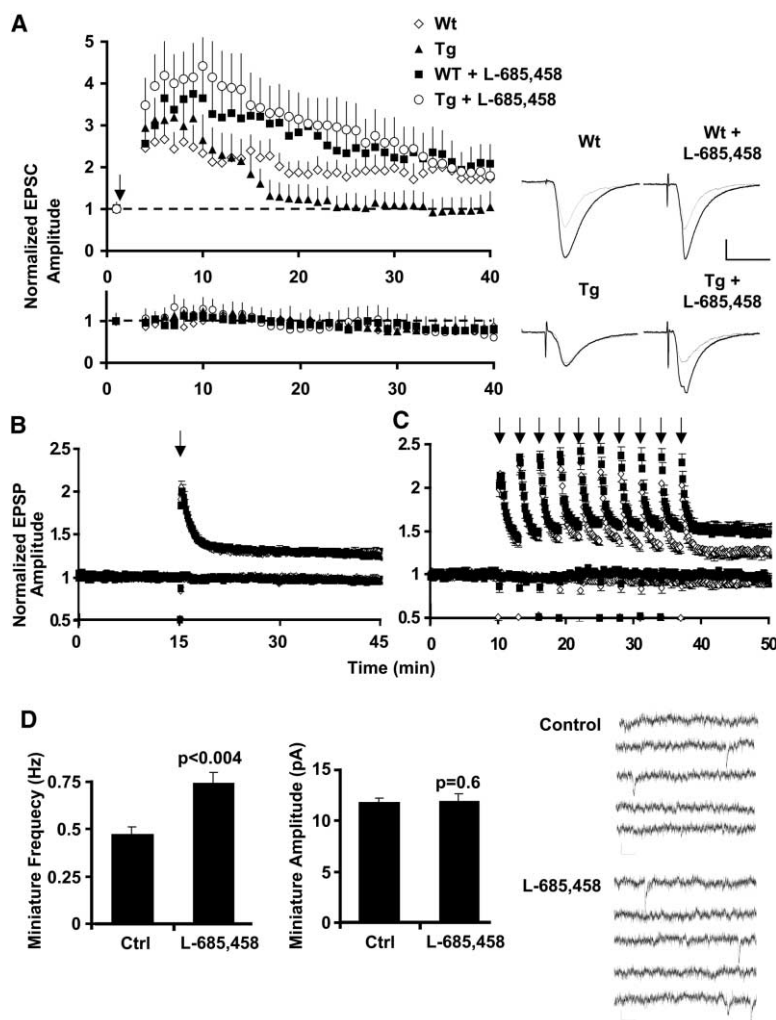 A
Wt
Tg
WT + L-685,458
Tg + L-685,458
Normalized EPSC
Amplitude
5
4
3
2
1
0
0 10 20 30 40
1
0
0 10 20 30 40
Wt
Wt +
L-685,458
Tg
Tg +
L-685,458
B
Normalized EPSP
Amplitude
2.5
2
1.5
1
0.5
0 15 30 45
C
2.5
2
1.5
1
0.5
0 10 20 30 40 50
Time (min)
D
Miniature Frequecy (Hz)
0.75
0.5
0.25
0
p<0.004
Ctrl L-685,458
Miniature Amplitude (pA)
15
10
5
0
p=0.6
Ctrl L-685,458
Control
L-685,458